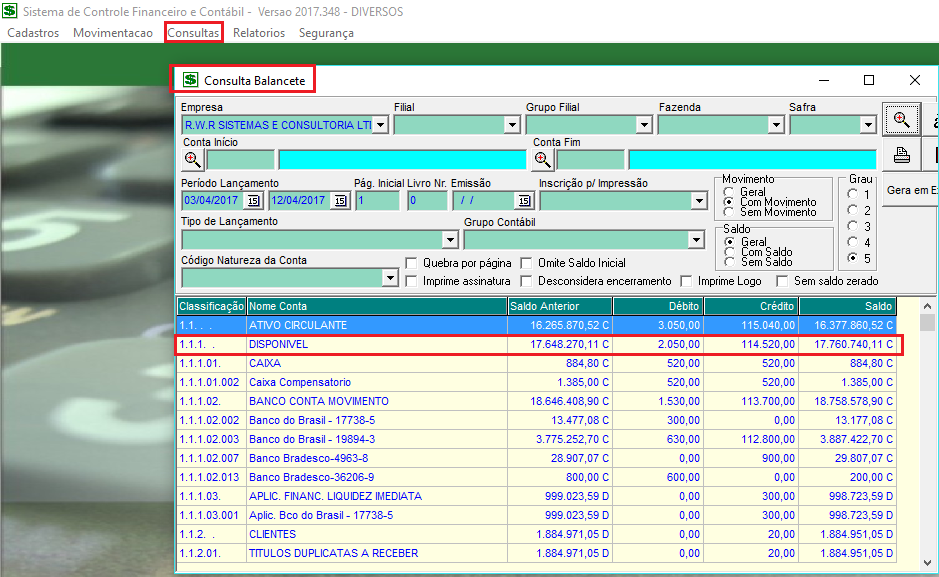 Sistema de Controle Financeiro e Contábil - Versao 2017.348 - DIVERSOS
Cadastros Movimentacao Consultas Relatorios Segurança
Consulta Balancete
Empresa Filial Grupo Filial Fazenda Safra
R.W.R SISTEMAS E CONSULTORIA LTI
Conta Início Conta Fim
Período Lançamento Pág. Inicial Livro Nr. Emissão Inscrição p/ Impressão
03/04/2017 15 12/04/2017 15 1 0 / / 15
Tipo de Lançamento Grupo Contábil
Código Natureza da Conta
Quebra por página Omite Saldo Inicial
Imprime assinatura Desconsidera encerramento Imprime Logo Sem saldo zerado
Movimento
Geral
Com Movimento
Sem Movimento
Saldo
Geral
Com Saldo
Sem Saldo
Grau
1
2
3
4
5
Gera em Ex
Classificação Nome Conta Saldo Anterior Débito Crédito Saldo
1.1. . . ATIVO CIRCULANTE 16.265.870,52 C 3.050,00 115.040,00 16.377.860,52 C
1.1.1. . DISPONIVEL 17.648.270,11 C 2.050,00 114.520,00 17.760.740,11 C
1.1.1.01. CAIXA 884,80 C 520,00 520,00 884,80 C
1.1.1.01.002 Caixa Compensatorio 1.385,00 C 520,00 520,00 1.385,00 C
1.1.1.02. BANCO CONTA MOVIMENTO 18.646.408,90 C 1.530,00 113.700,00 18.758.578,90 C
1.1.1.02.002 Banco do Brasil - 17738-5 13.477,08 C 300,00 0,00 13.177,08 C
1.1.1.02.003 Banco do Brasil - 19894-3 3.775.252,70 C 630,00 112.800,00 3.887.422,70 C
1.1.1.02.008 Banco Bradesco-4963-8 28.907,07 C 0,00 900,00 29.807,07 C
1.1.1.02.013 Banco Bradesco-36206-9 800,00 C 600,00 0,00 200,00 C
1.1.1.03. APLIC. FINANC. LIQUIDEZ IMEDIATA 999.023,59 D 0,00 300,00 998.723,59 D
1.1.1.03.001 Aplic. Bco do Brasil - 17738-5 999.023,59 D 0,00 300,00 998.723,59 D
1.1.2. . CLIENTES 1.884.971,05 D 0,00 20,00 1.884.951,05 D
1.1.2.01. TITULOS DUPLICATAS A RECEBER 1.884.971,05 D 0,00 20,00 1.884.951,05 D